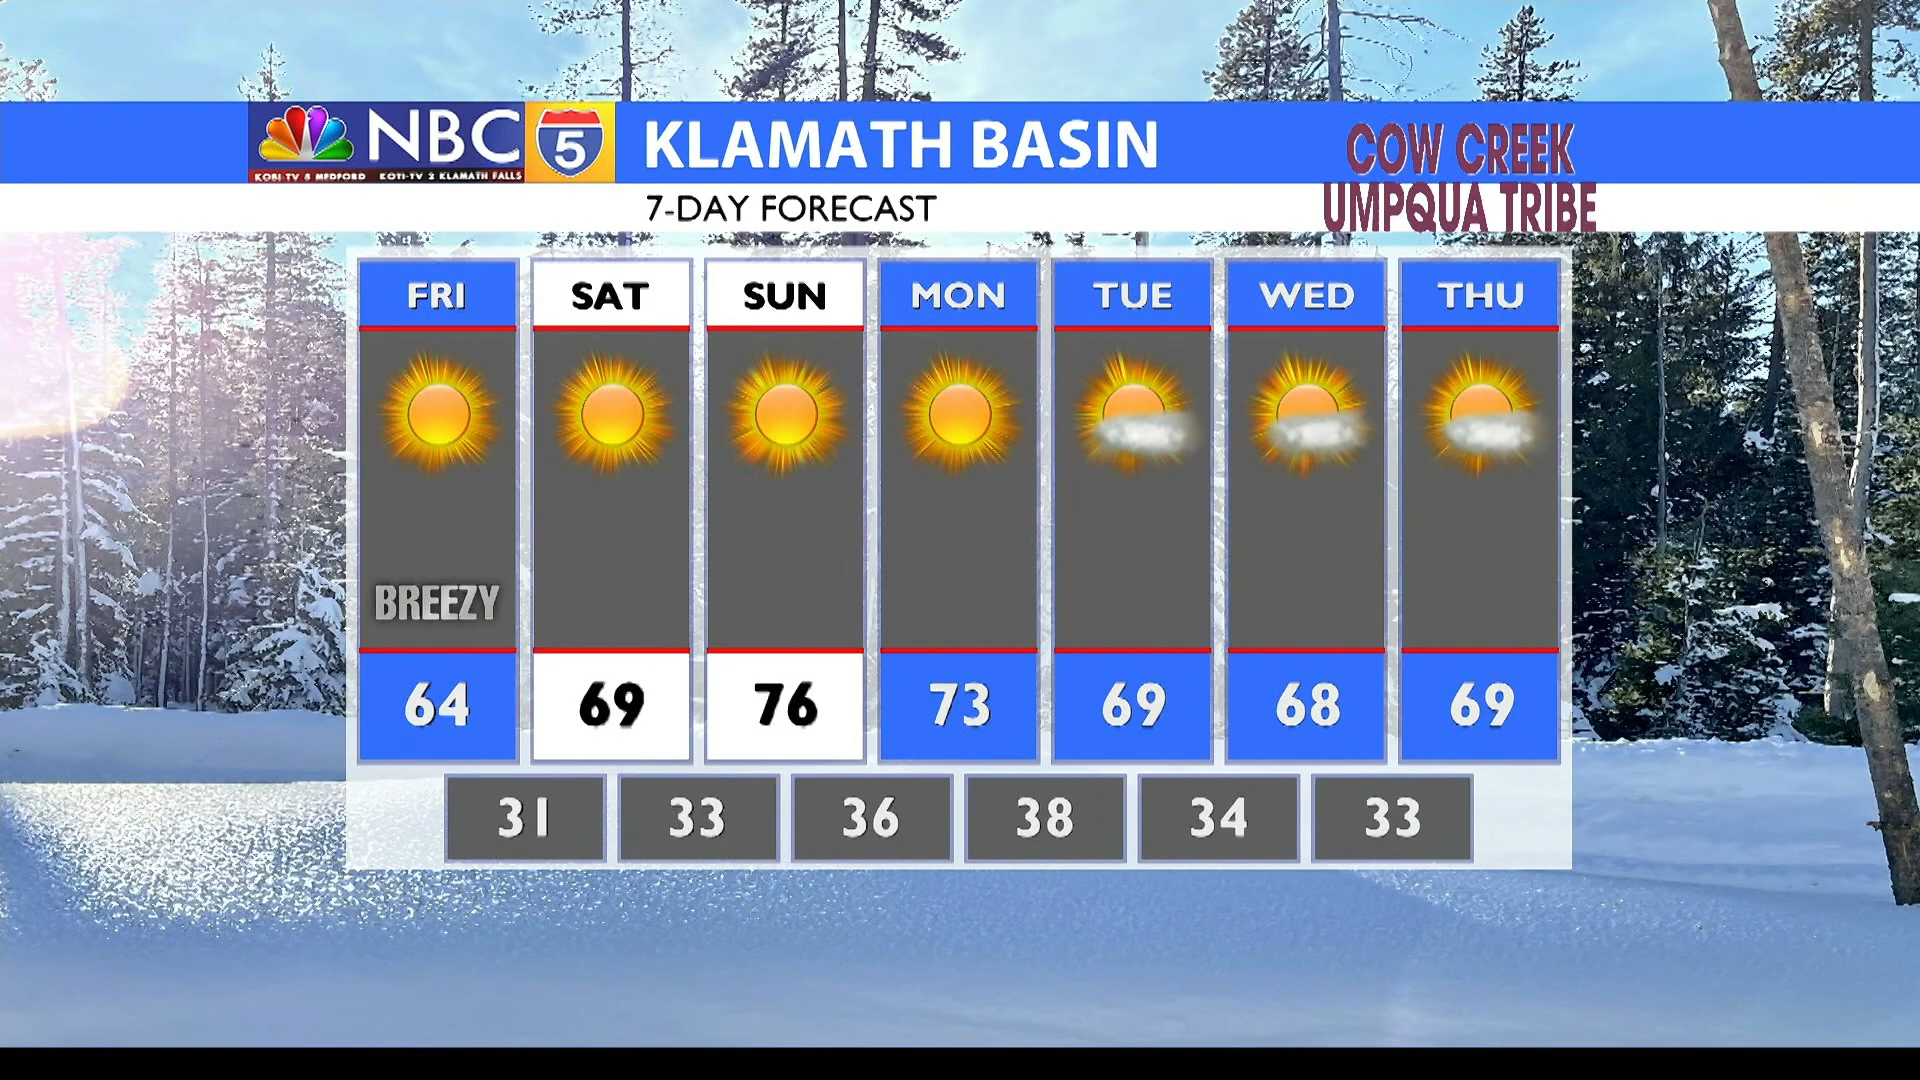 NBC 5
KOBI-TV 5 MEDFORD KOTI-TV 2 KLAMATH FALLS
KLAMATH BASIN
COW CREEK
UMPQUA TRIBE
7-DAY FORECAST
FRI SAT SUN MON TUE WED THU
BREEZY
64 69 76 73 69 68 69
31 33 36 38 34 33